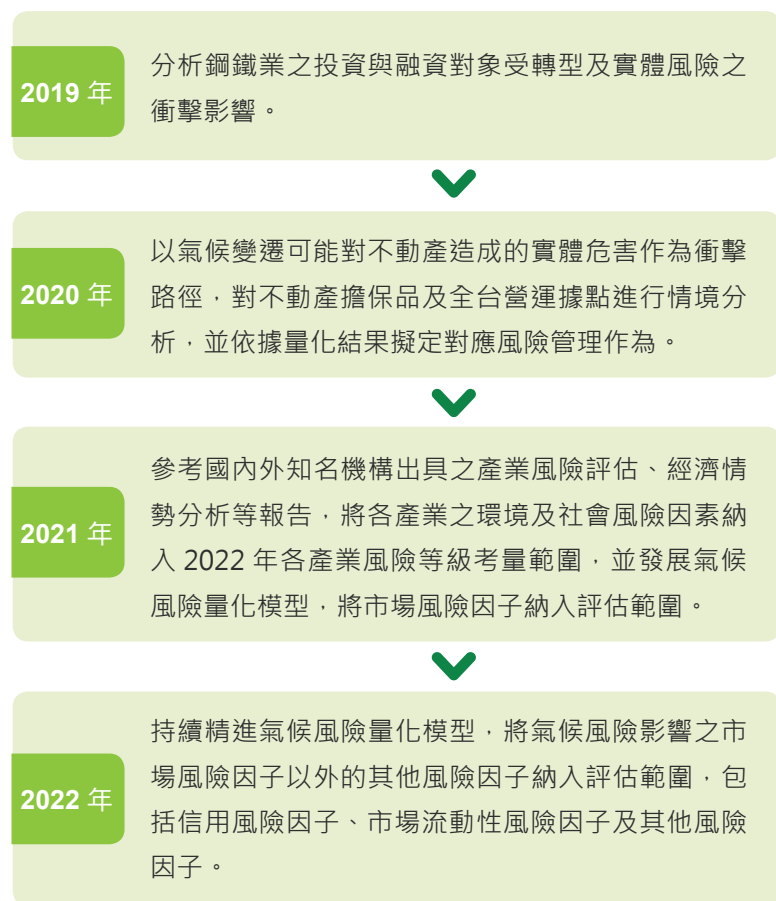 2019 年
分析鋼鐵業之投資與融資對象受轉型及實體風險之
衝擊影響。
2020 年
以氣候變遷可能對不動產造成的實體危害作為衝擊
路徑，對不動產擔保品及全台營運據點進行情境分
析，並依據量化結果擬定對應風險管理作為。
2021 年
參考國內外知名機構出具之產業風險評估、經濟情
勢分析等報告，將各產業之環境及社會風險因素納
入 2022 年各產業風險等級考量範圍，並發展氣候
風險量化模型，將市場風險因子納入評估範圍。
2022 年
持續精進氣候風險量化模型，將氣候風險影響之市
場風險因子以外的其他風險因子納入評估範圍，包
括信用風險因子、市場流動性風險因子及其他風險
因子。